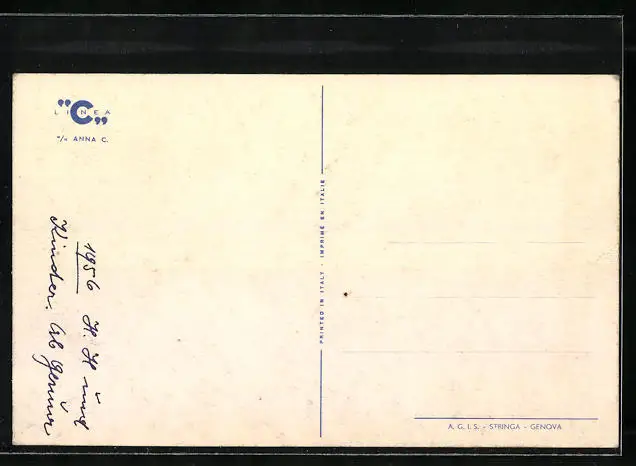 LINEA "C"
M/N ANNA C.
1956 H. H und
Kinder. Ab Genua
PRINTED IN ITALY - IMPRIMÉ EN ITALIE
A. G. I. S. - STRINGA - GENOVA